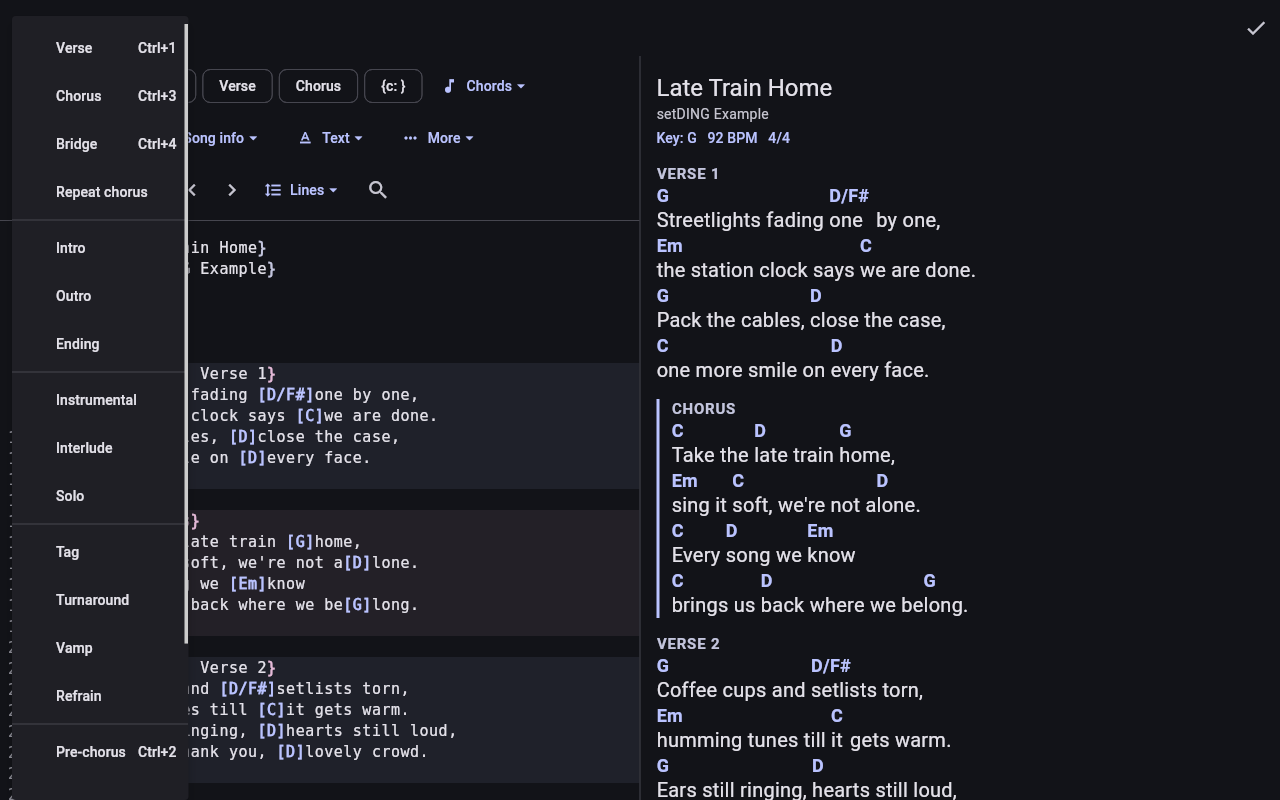 Verse Ctrl+1
Chorus Ctrl+3
Bridge Ctrl+4
Repeat chorus
Intro
Outro
Ending
Instrumental
Interlude
Solo
Tag
Turnaround
Vamp
Refrain
Pre-chorus Ctrl+2
Verse Chorus {c: } Chords
Song info Text More
Lines
in Home}
Example}
Verse 1}
fading [D/F#]one by one,
clock says [C]we are done.
es, [D]close the case,
e on [D]every face.
}
ate train [G]home,
oft, we're not a[D]lone.
we [Em]know
back where we be[G]long.
Verse 2}
nd [D/F#]setlists torn,
s till [C]it gets warm.
nging, [D]hearts still loud,
ank you, [D]lovely crowd.
Late Train Home
setDING Example
Key: G 92 BPM 4/4
VERSE 1
G D/F#
Streetlights fading one by one,
Em C
the station clock says we are done.
G D
Pack the cables, close the case,
C D
one more smile on every face.
CHORUS
C D G
Take the late train home,
Em C D
sing it soft, we're not alone.
C D Em
Every song we know
C D G
brings us back where we belong.
VERSE 2
G D/F#
Coffee cups and setlists torn,
Em C
humming tunes till it gets warm.
G D
Ears still ringing, hearts still loud,